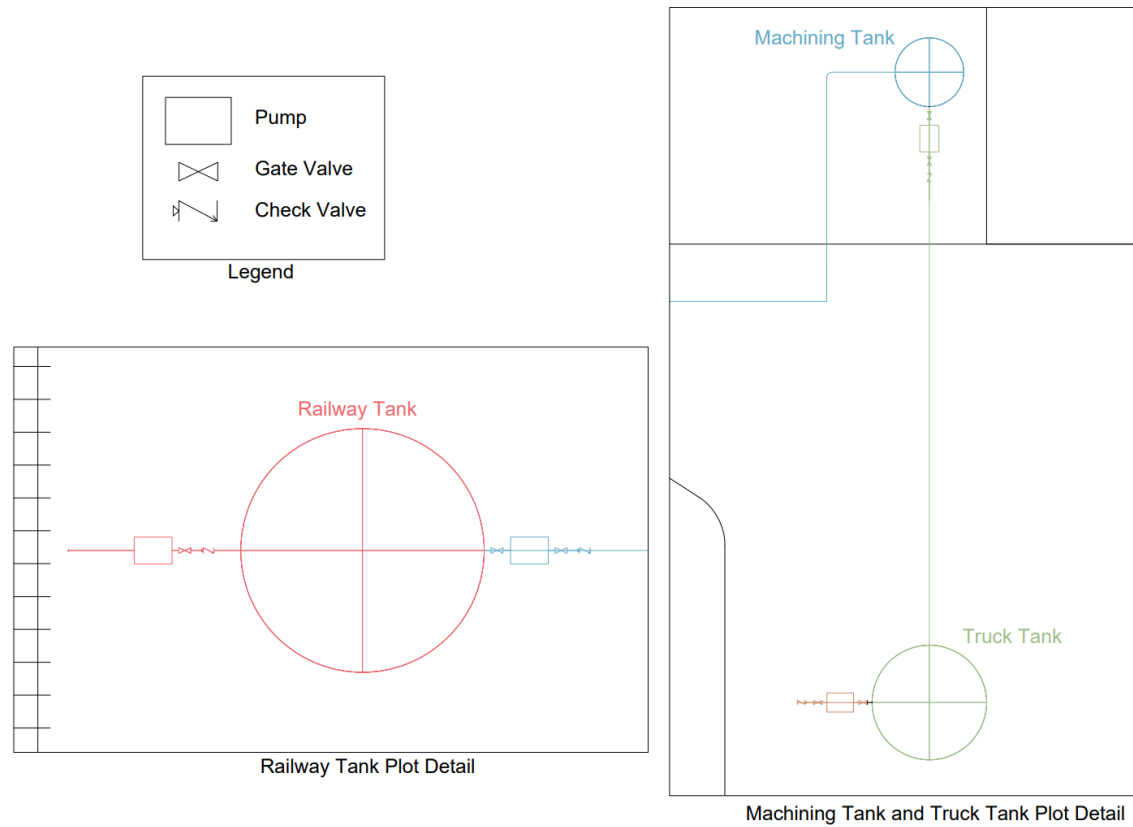 Machining Tank
Pump
Gate Valve
Check Valve
Legend
Railway Tank
Truck Tank
Railway Tank Plot Detail
Machining Tank and Truck Tank Plot Detail